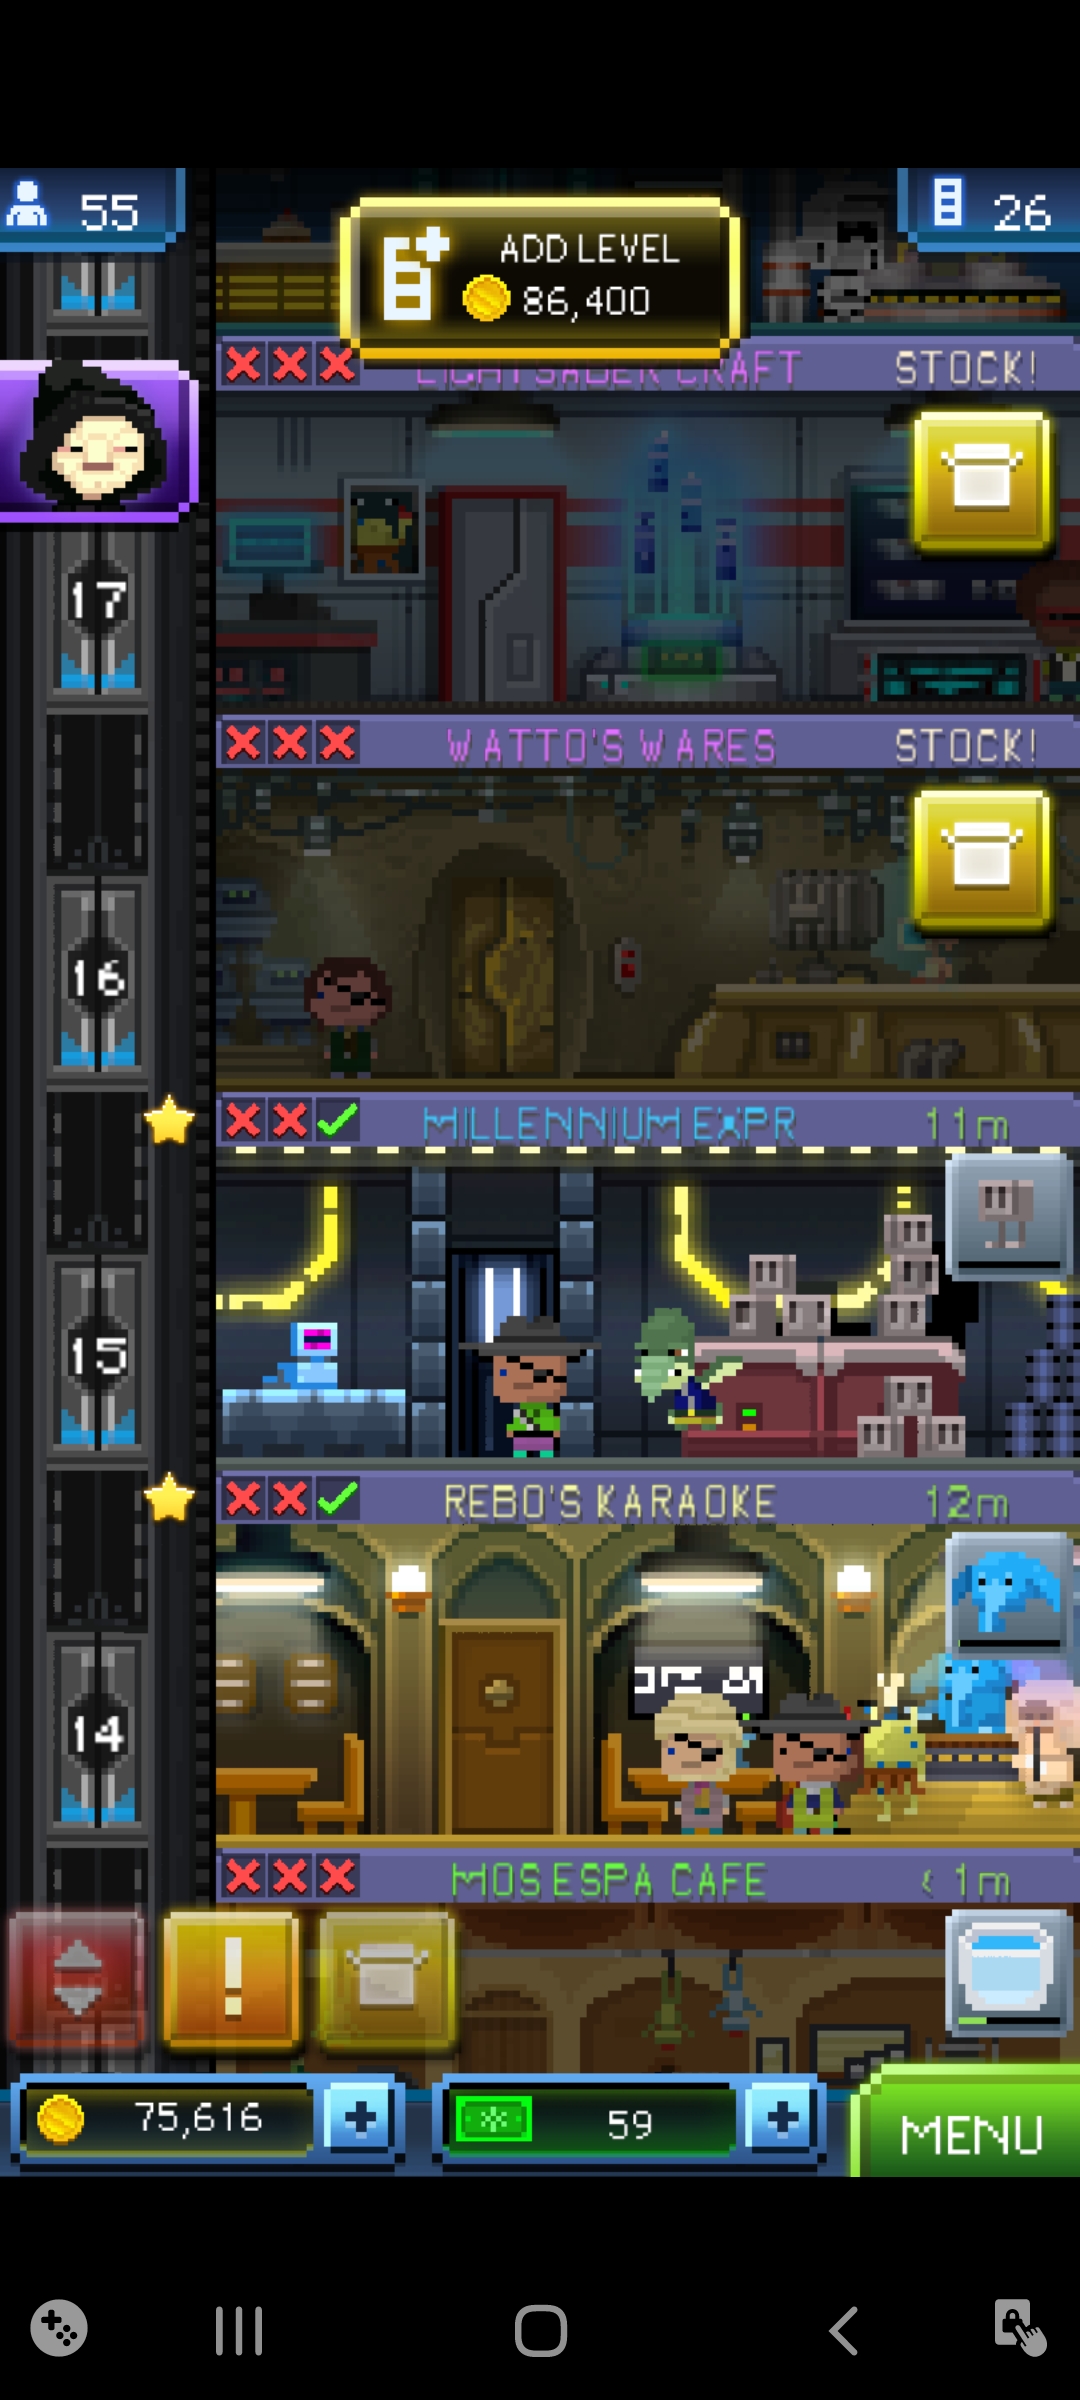 55
26
ADD LEVEL
86,400
LIGHTSABER CRAFT
STOCK!
17
WATTO'S WARES
STOCK!
16
MILLENNIUM EXPR
11m
15
REBO'S KARAOKE
12m
14
MOS ESPA CAFE
< 1m
!
75,616
+
59
+
MENU